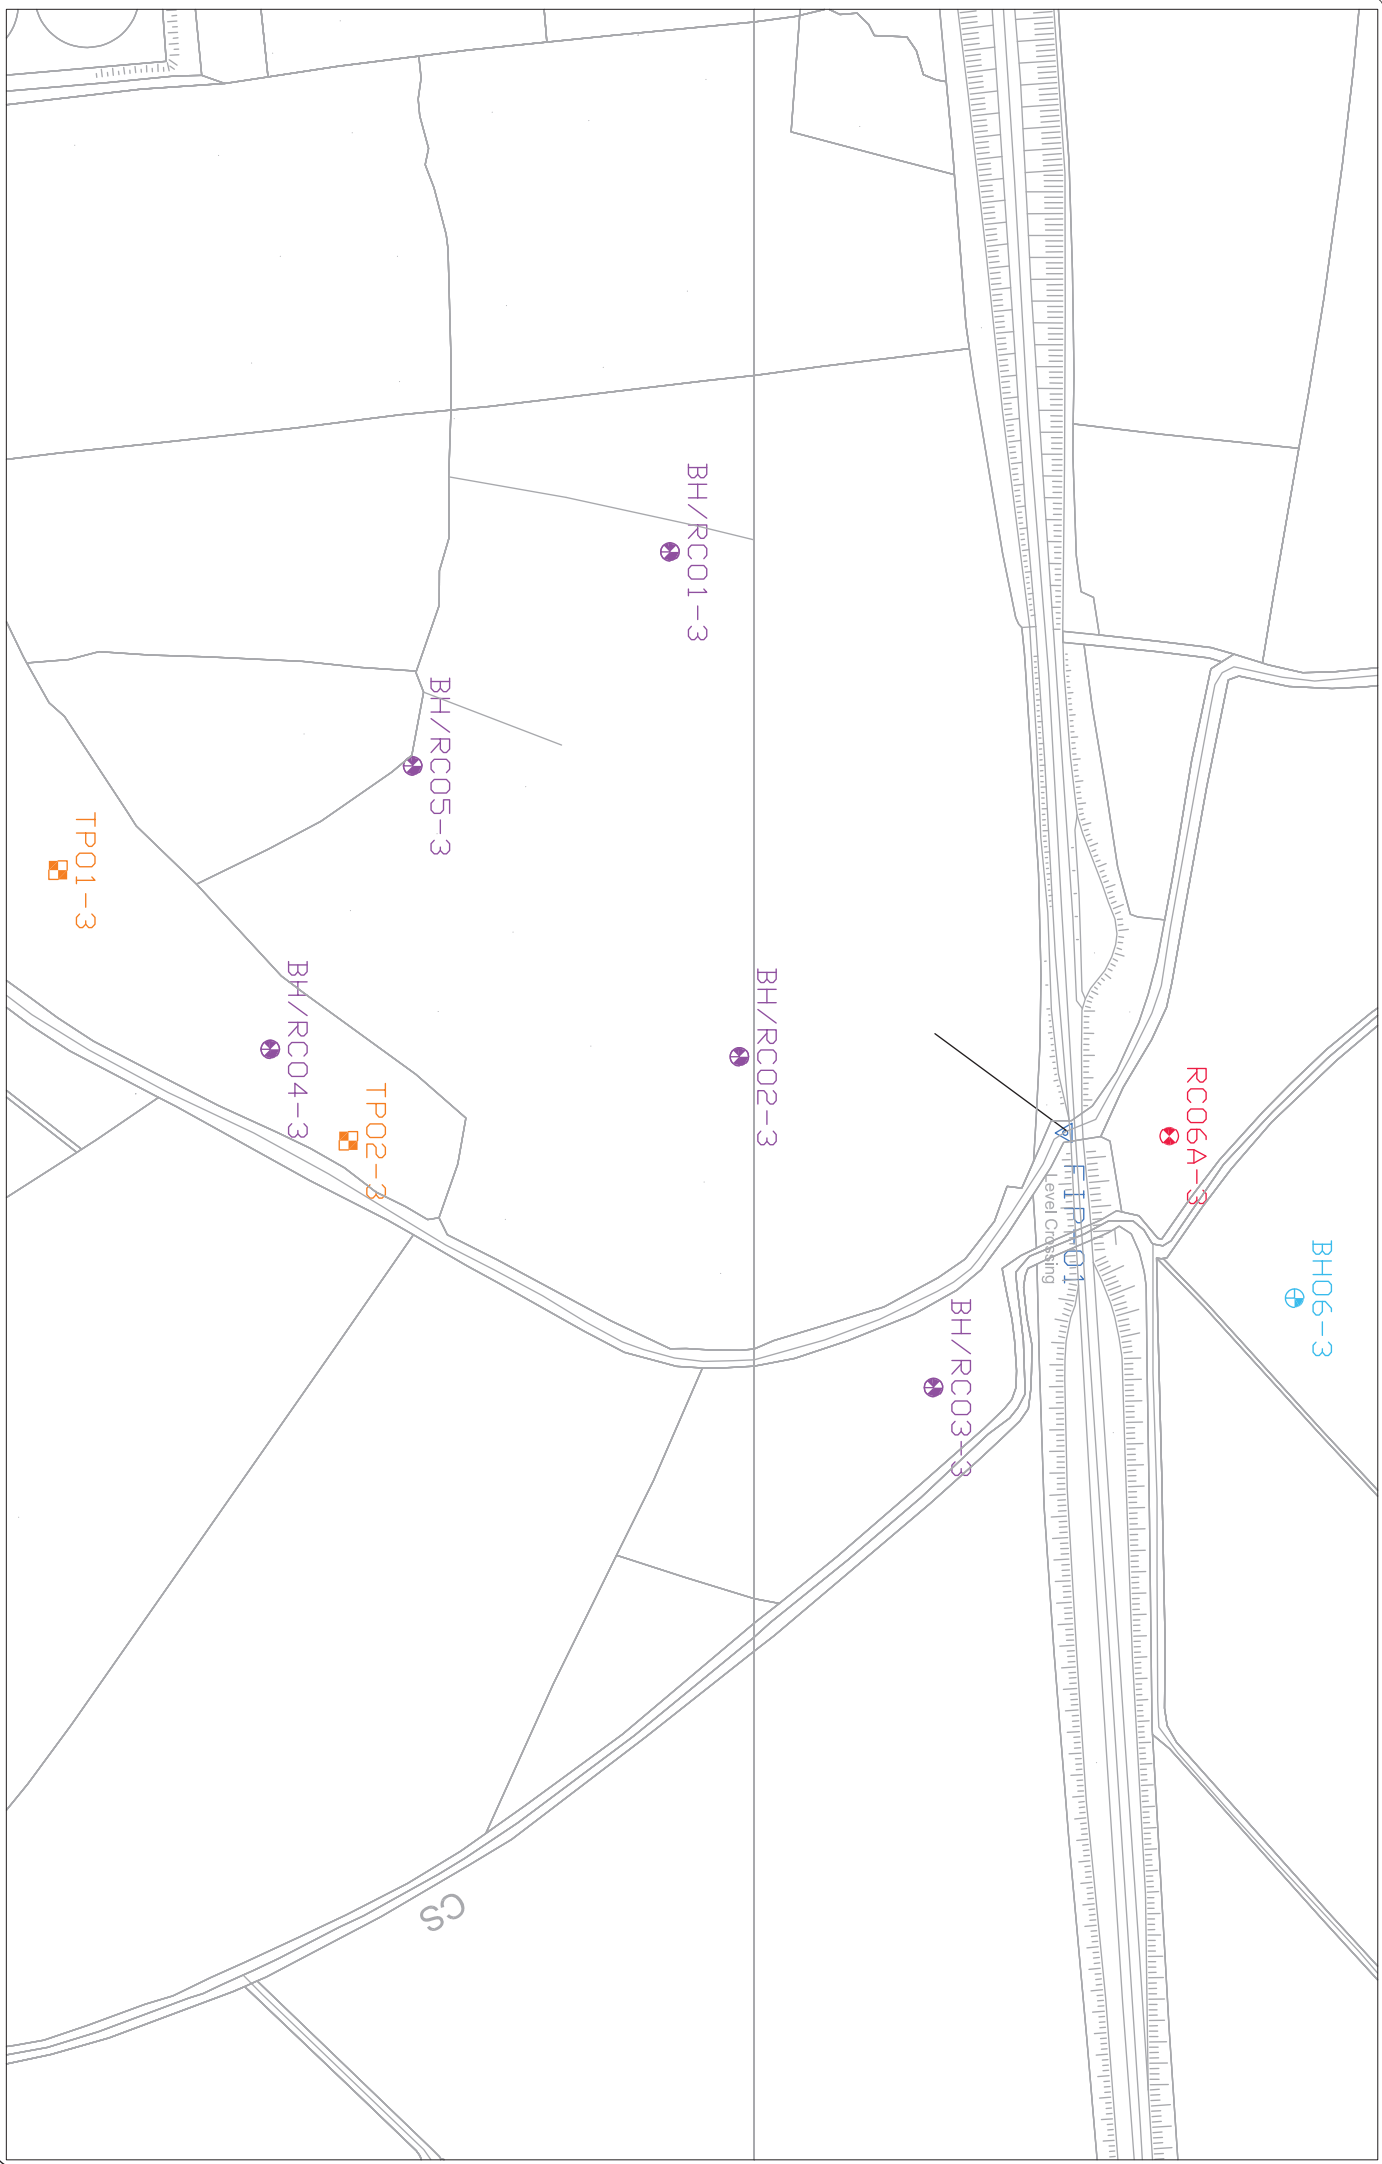 BH/RC01-3
BH/RC05-3
TP01-3
BH/RC04-3
BH/RC02-3
TP02-3
RC06A-3
FIP-01
Level Crossing
BH06-3
BH/RC03-3
CS